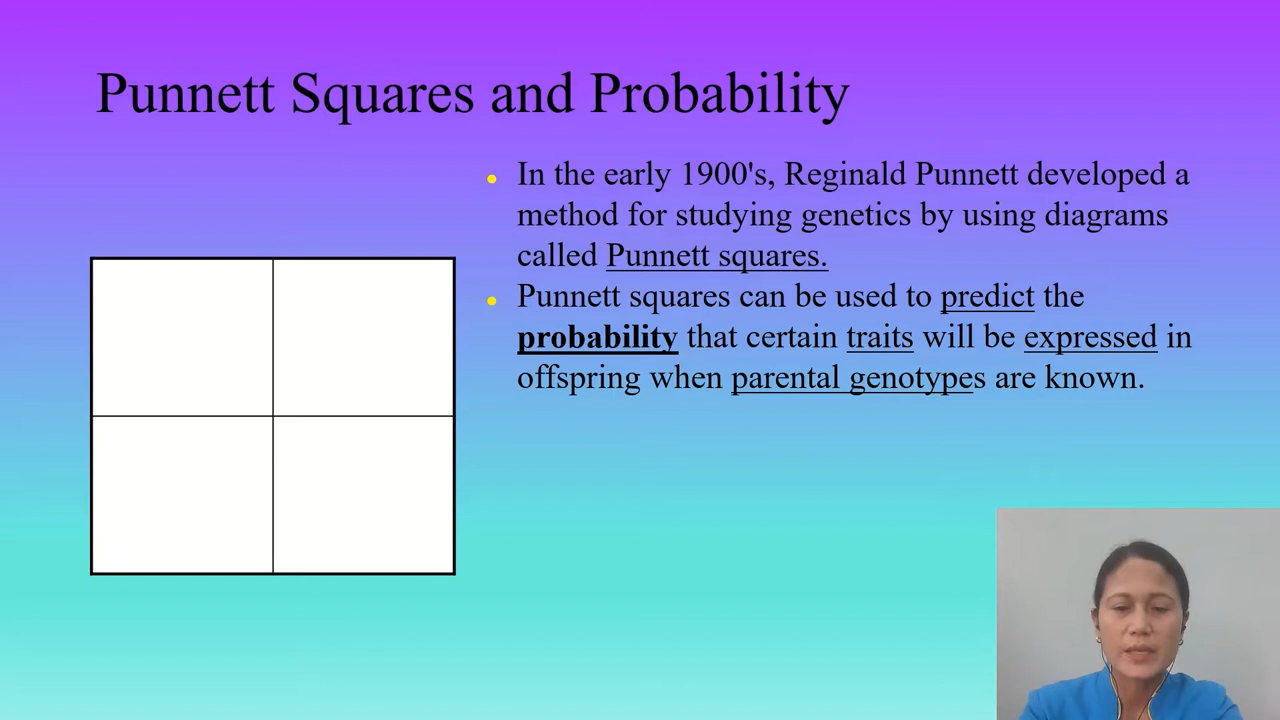 Punnett Squares and Probability
In the early 1900's, Reginald Punnett developed a
method for studying genetics by using diagrams
called Punnett squares.
Punnett squares can be used to predict the
probability that certain traits will be expressed in
offspring when parental genotypes are known.